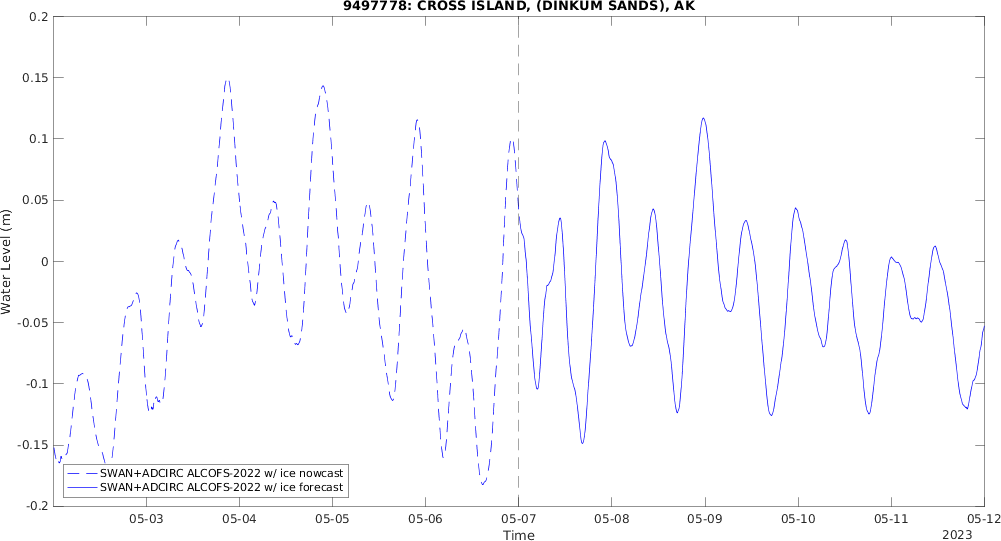 9497778: CROSS ISLAND, (DINKUM SANDS), AK
0.2
0.15
0.1
0.05
0
-0.05
-0.1
-0.15
-0.2
Water Level (m)
SWAN+ADCIRC ALCOFS-2022 w/ ice nowcast
SWAN+ADCIRC ALCOFS-2022 w/ ice forecast
05-03 05-04 05-05 05-06 05-07 05-08 05-09 05-10 05-11 05-12
Time
2023